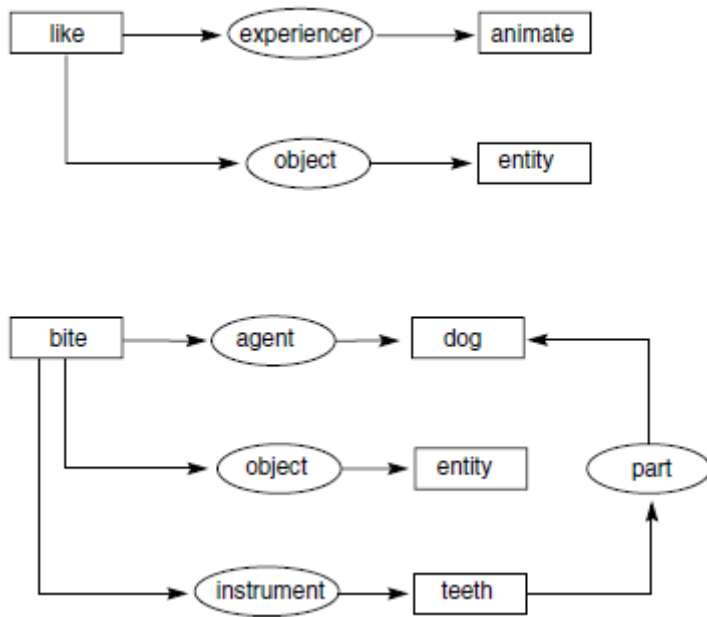 like experiencer animate
object entity
bite agent dog
object entity part
instrument teeth